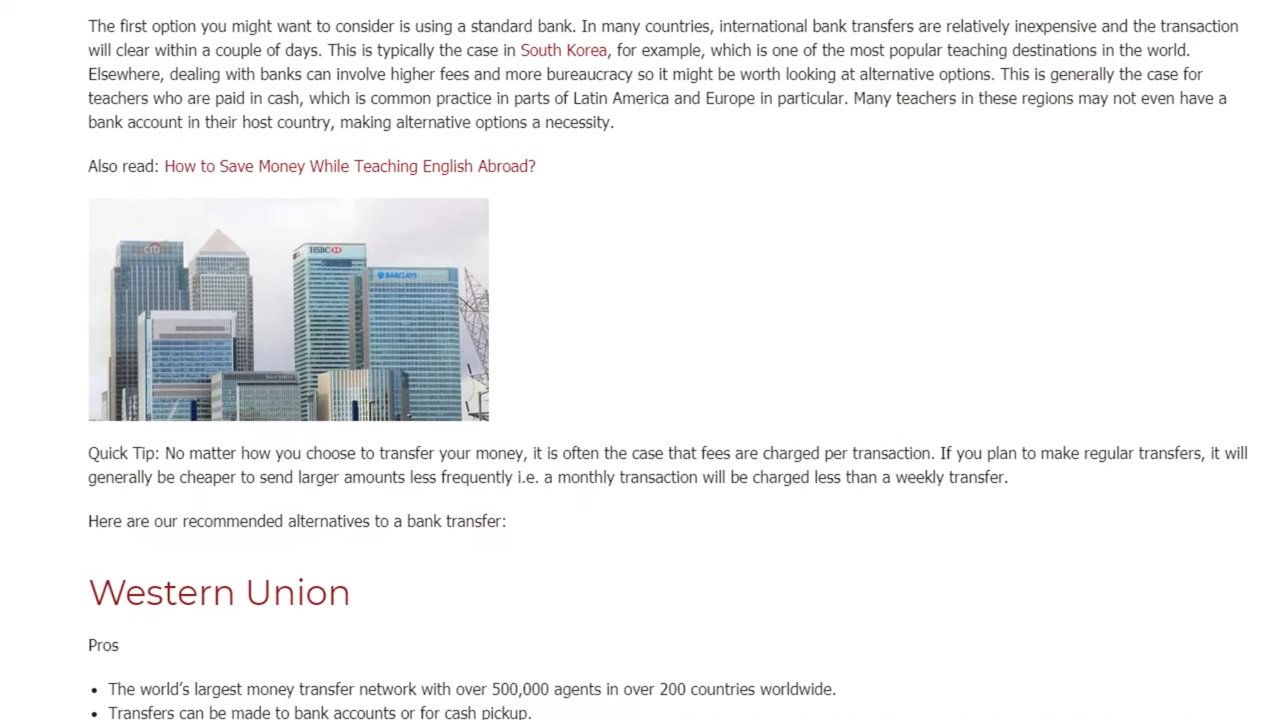 The first option you might want to consider is using a standard bank. In many countries, international bank transfers are relatively inexpensive and the transaction
will clear within a couple of days. This is typically the case in South Korea, for example, which is one of the most popular teaching destinations in the world.
Elsewhere, dealing with banks can involve higher fees and more bureaucracy so it might be worth looking at alternative options. This is generally the case for
teachers who are paid in cash, which is common practice in parts of Latin America and Europe in particular. Many teachers in these regions may not even have a
bank account in their host country, making alternative options a necessity.
Also read: How to Save Money While Teaching English Abroad?
citi
HSBC
BARCLAYS
Quick Tip: No matter how you choose to transfer your money, it is often the case that fees are charged per transaction. If you plan to make regular transfers, it will
generally be cheaper to send larger amounts less frequently i.e. a monthly transaction will be charged less than a weekly transfer.
Here are our recommended alternatives to a bank transfer:
Western Union
Pros
• The world's largest money transfer network with over 500,000 agents in over 200 countries worldwide.
• Transfers can be made to bank accounts or for cash pickup.